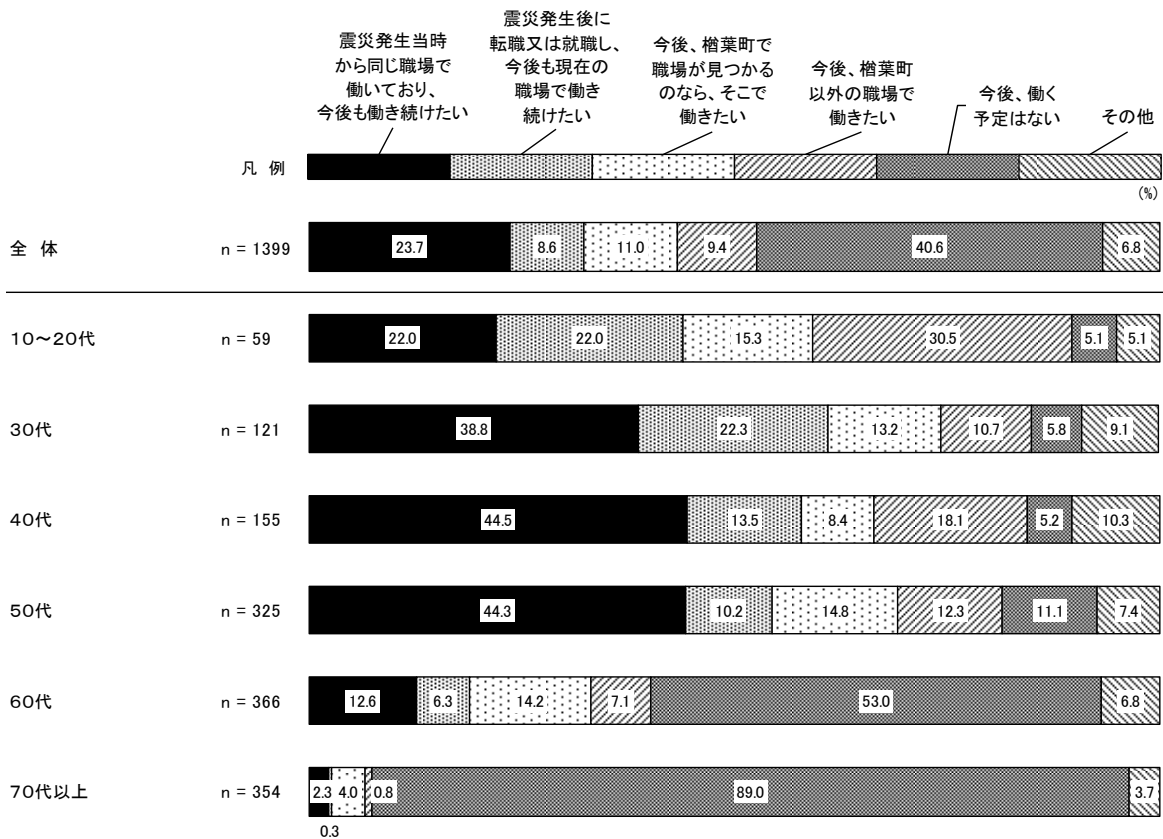 震災発生当時
から同じ職場で
働いており、
今後も働き続けたい
震災発生後に
転職又は就職し、
今後も現在の
職場で働き
続けたい
今後、楢葉町で
職場が見つかる
のなら、そこで
働きたい
今後、楢葉町
以外の職場で
働きたい
今後、働く
予定はない
その他
凡 例
(%)
全 体 n = 1399 23.7 8.6 11.0 9.4 40.6 6.8
10～20代 n = 59 22.0 22.0 15.3 30.5 5.1 5.1
30代 n = 121 38.8 22.3 13.2 10.7 5.8 9.1
40代 n = 155 44.5 13.5 8.4 18.1 5.2 10.3
50代 n = 325 44.3 10.2 14.8 12.3 11.1 7.4
60代 n = 366 12.6 6.3 14.2 7.1 53.0 6.8
70代以上 n = 354 2.3 4.0 0.8 89.0 3.7
0.3